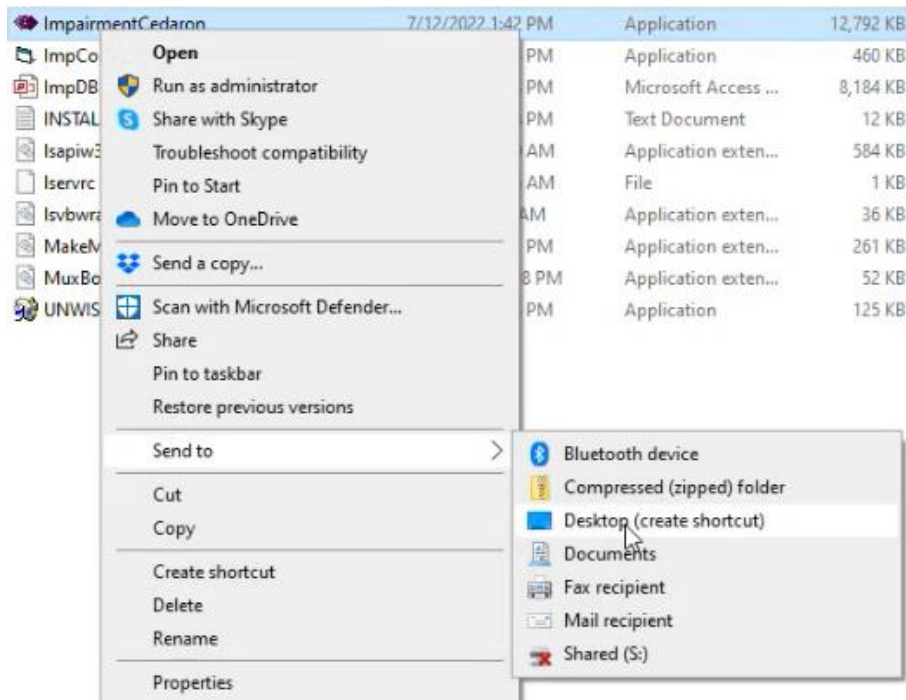 ImpairmentCedaron 7/12/2022 1:42 PM Application 12,792 KB
ImpCo PM Application 460 KB
ImpDB PM Microsoft Access ... 8,184 KB
INSTAL PM Text Document 12 KB
lsapiw3 AM Application exten... 584 KB
lservrc AM File 1 KB
lsvbwra AM Application exten... 36 KB
MakeM PM Application exten... 261 KB
MuxBo 8 PM Application exten... 52 KB
UNWIS PM Application 125 KB
Open
Run as administrator
Share with Skype
Troubleshoot compatibility
Pin to Start
Move to OneDrive
Send a copy...
Scan with Microsoft Defender...
Share
Pin to taskbar
Restore previous versions
Send to
Cut
Copy
Create shortcut
Delete
Rename
Properties
Bluetooth device
Compressed (zipped) folder
Desktop (create shortcut)
Documents
Fax recipient
Mail recipient
Shared (S:)